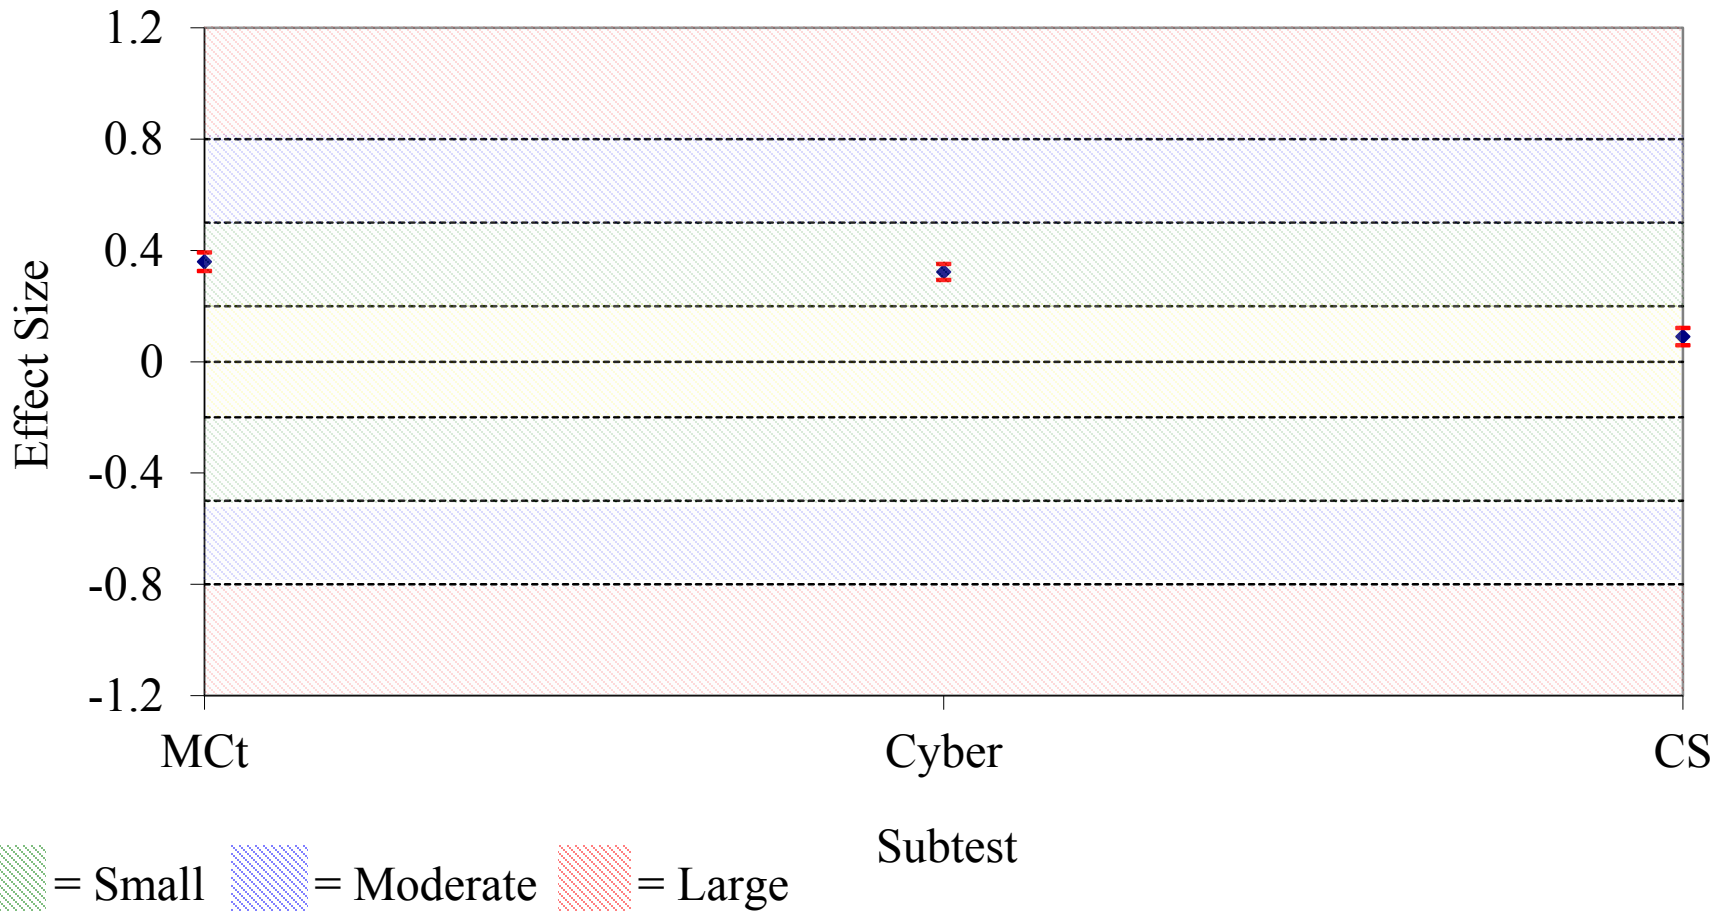 1.2
0.8
0.4
0
-0.4
-0.8
-1.2
Effect Size
MCt
Cyber
CS
Subtest
= Small
= Moderate
= Large